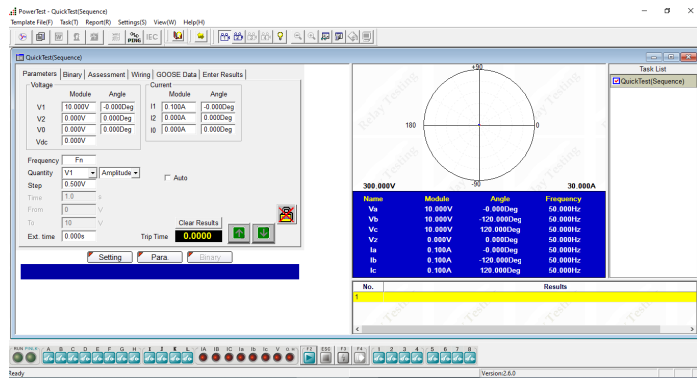 PowerTest - QuickTest(Sequence)
Template File(F) Task(T) Report(R) Settings(S) View(W) Help(H)
PING IEC
QuickTest(Sequence)
Parameters Binary Assessment Wiring GOOSE Data Enter Results
Voltage
Module Angle
V1 10.000V -0.000Deg
V2 0.000V 0.000Deg
V0 0.000V 0.000Deg
Vdc 0.000V
Current
Module Angle
I1 0.100A -0.000Deg
I2 0.000A 0.000Deg
I0 0.000A 0.000Deg
Frequency Fn
Quantity V1 Amplitude
Auto
Step 0.500V
Time 1.0 s
From 0 V
To 10 V
Clear Results
Ext. time 0.000s Trip Time 0.0000
Setting Para. Binary
+90
180 0
-90
300.000V 30.000A
Relay Testing
Name Module Angle Frequency
Va 10.000V -0.000Deg 50.000Hz
Vb 10.000V -120.000Deg 50.000Hz
Vc 10.000V 120.000Deg 50.000Hz
Vz 0.000V 0.000Deg 50.000Hz
Ia 0.100A -0.000Deg 50.000Hz
Ib 0.100A -120.000Deg 50.000Hz
Ic 0.100A 120.000Deg 50.000Hz
No. Results
1
Task List
QuickTest(Sequence)
A B C D E F G H I J K L IA IB IC Ia Ib Ic V F2 ESC F3 F4 1 2 3 4 5 6 7 8
Ready Version:2.6.0